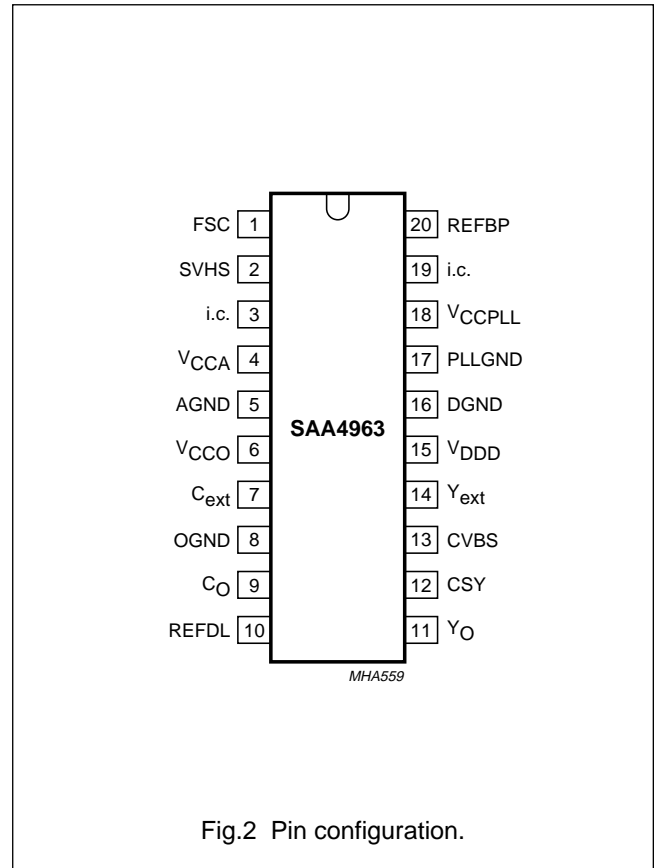 FSC 1 20 REFBP
SVHS 2 19 i.c.
i.c. 3 18 VCCPLL
VCCA 4 17 PLLGND
AGND 5 16 DGND
SAA4963
VCCO 6 15 VDDD
Cext 7 14 Yext
OGND 8 13 CVBS
CO 9 12 CSY
REFDL 10 11 YO
MHA559
Fig.2 Pin configuration.